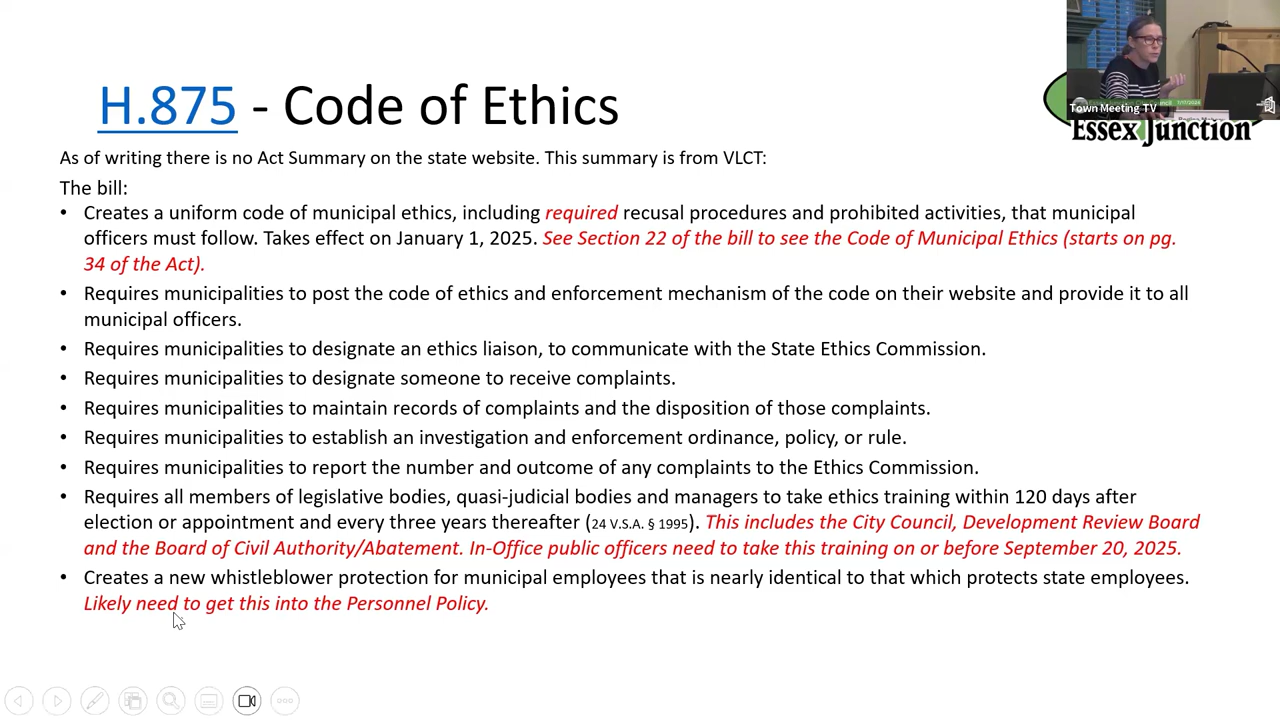 H.875 - Code of Ethics
Town Meeting TV
Essex Junction
As of writing there is no Act Summary on the state website. This summary is from VLCT:
The bill:
• Creates a uniform code of municipal ethics, including required recusal procedures and prohibited activities, that municipal
officers must follow. Takes effect on January 1, 2025. See Section 22 of the bill to see the Code of Municipal Ethics (starts on pg.
34 of the Act).
• Requires municipalities to post the code of ethics and enforcement mechanism of the code on their website and provide it to all
municipal officers.
• Requires municipalities to designate an ethics liaison, to communicate with the State Ethics Commission.
• Requires municipalities to designate someone to receive complaints.
• Requires municipalities to maintain records of complaints and the disposition of those complaints.
• Requires municipalities to establish an investigation and enforcement ordinance, policy, or rule.
• Requires municipalities to report the number and outcome of any complaints to the Ethics Commission.
• Requires all members of legislative bodies, quasi-judicial bodies and managers to take ethics training within 120 days after
election or appointment and every three years thereafter (24 V.S.A. § 1995). This includes the City Council, Development Review Board
and the Board of Civil Authority/Abatement. In-Office public officers need to take this training on or before September 20, 2025.
• Creates a new whistleblower protection for municipal employees that is nearly identical to that which protects state employees.
Likely need to get this into the Personnel Policy.